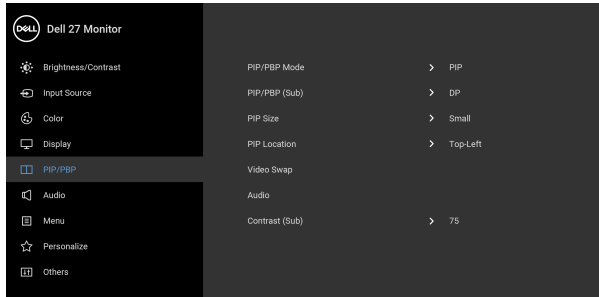 DELL Dell 27 Monitor
Brightness/Contrast PIP/PBP Mode PIP
Input Source PIP/PBP (Sub) DP
Color PIP Size Small
Display PIP Location Top-Left
PIP/PBP Video Swap
Audio Audio
Menu Contrast (Sub) 75
Personalize
Others